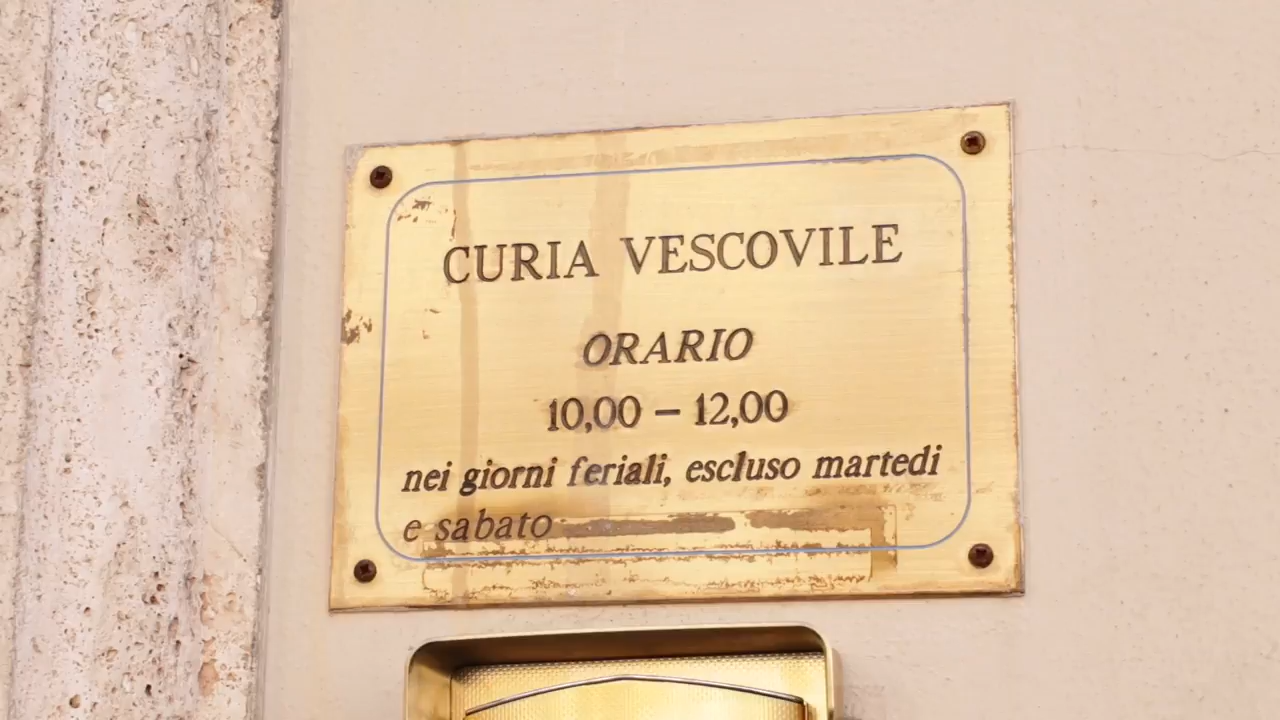 CURIA VESCOVILE
ORARIO
10,00 – 12,00
nei giorni feriali, escluso martedi
e sabato